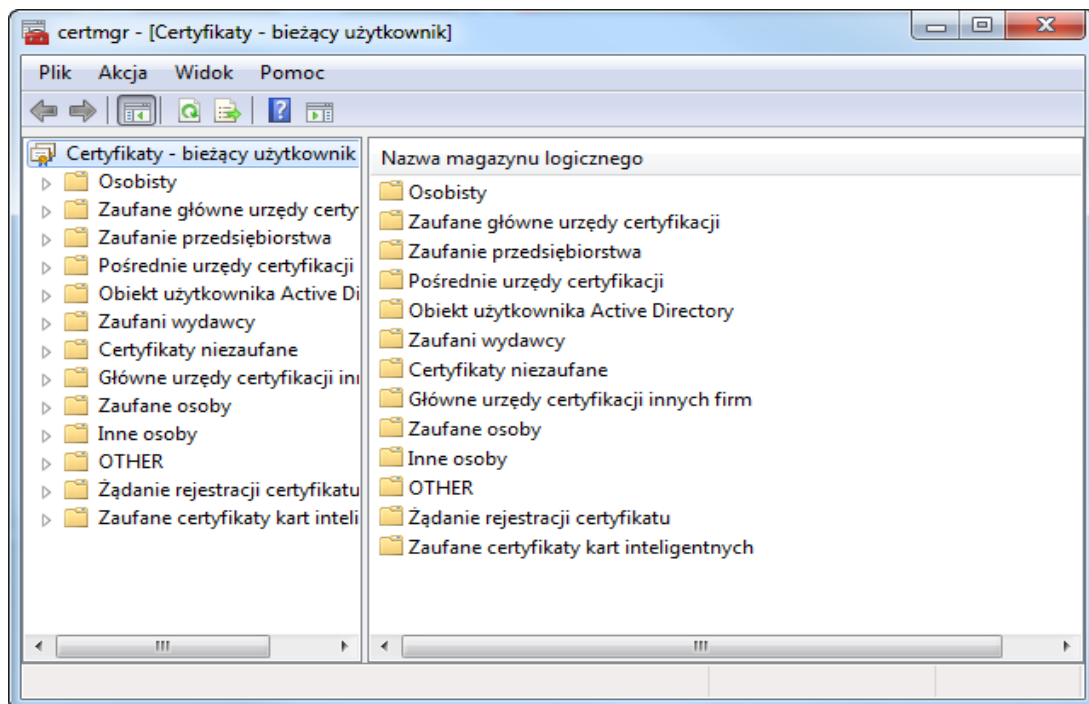 certmgr - [Certyfikaty - bieżący użytkownik]
Plik Akcja Widok Pomoc
Certyfikaty - bieżący użytkownik
Osobisty
Zaufane główne urzędy certy
Zaufanie przedsiębiorstwa
Pośrednie urzędy certyfikacji
Obiekt użytkownika Active Di
Zaufani wydawcy
Certyfikaty niezaufane
Główne urzędy certyfikacji inn
Zaufane osoby
Inne osoby
OTHER
Żądanie rejestracji certyfikatu
Zaufane certyfikaty kart inteli
Nazwa magazynu logicznego
Osobisty
Zaufane główne urzędy certyfikacji
Zaufanie przedsiębiorstwa
Pośrednie urzędy certyfikacji
Obiekt użytkownika Active Directory
Zaufani wydawcy
Certyfikaty niezaufane
Główne urzędy certyfikacji innych firm
Zaufane osoby
Inne osoby
OTHER
Żądanie rejestracji certyfikatu
Zaufane certyfikaty kart inteligentnych